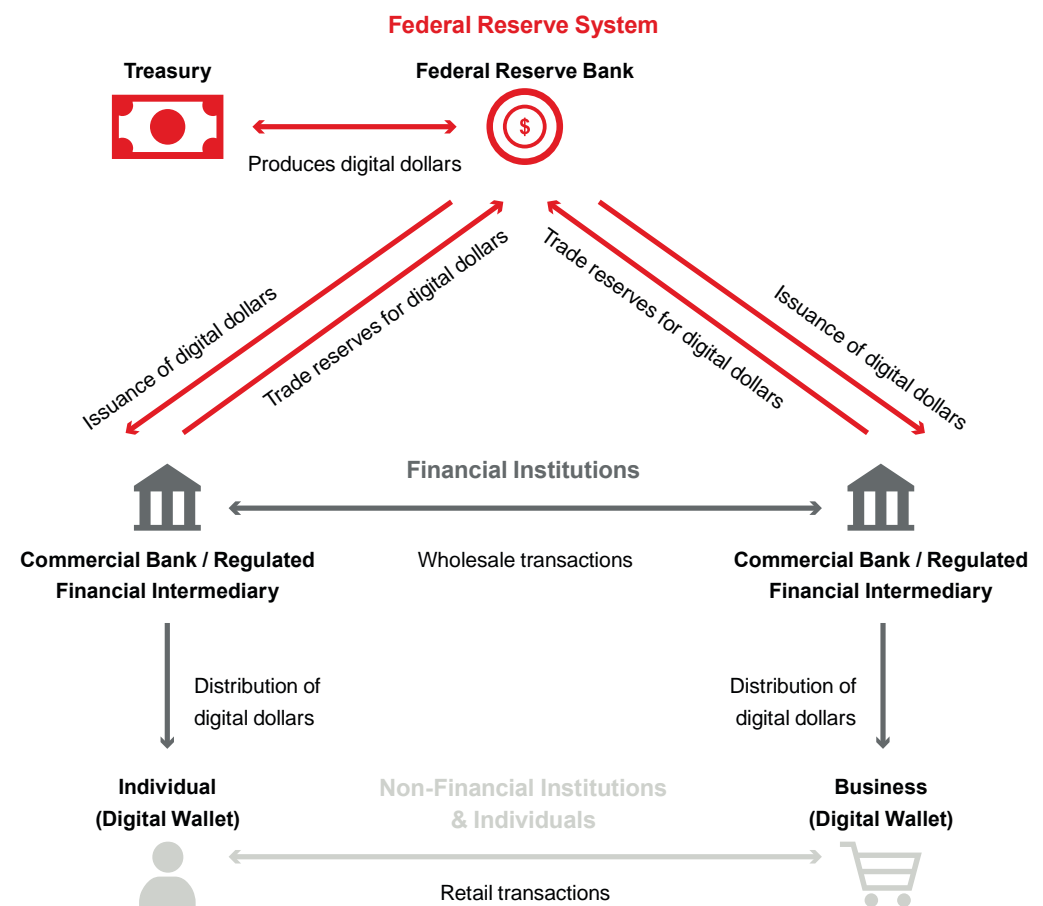 Federal Reserve System
Treasury
Federal Reserve Bank
$
Produces digital dollars
Issuance of digital dollars
Trade reserves for digital dollars
Trade reserves for digital dollars
Issuance of digital dollars
Financial Institutions
Wholesale transactions
Commercial Bank / Regulated
Financial Intermediary
Commercial Bank / Regulated
Financial Intermediary
Distribution of
digital dollars
Distribution of
digital dollars
Individual
(Digital Wallet)
Non-Financial Institutions
& Individuals
Business
(Digital Wallet)
Retail transactions